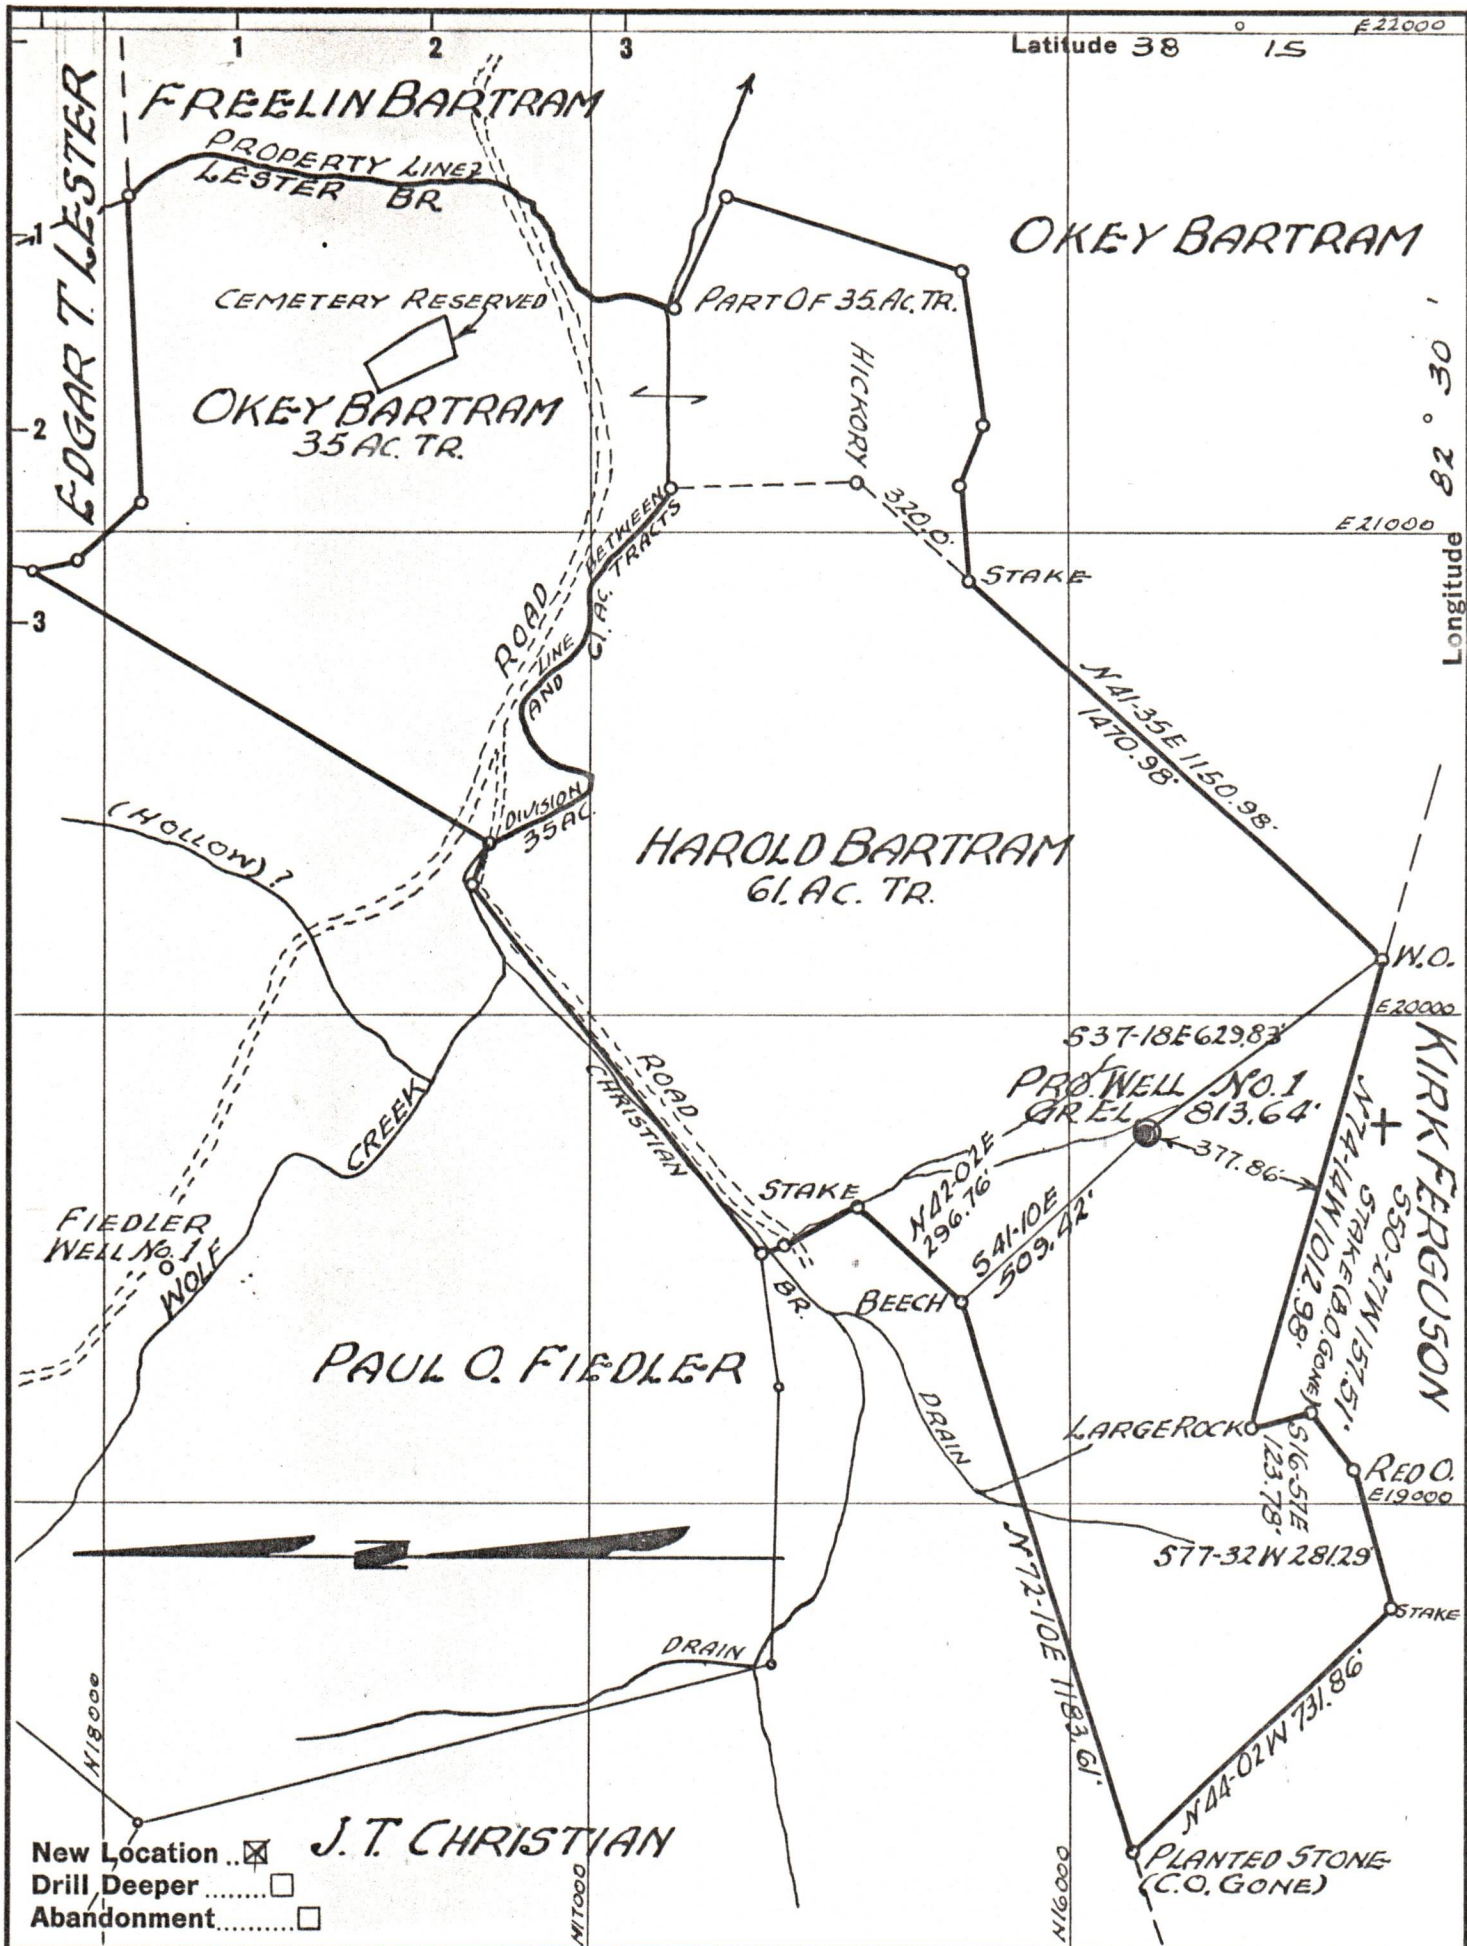 1 2 3
Latitude 38 ° 15
E22000
FREELIN BARTRAM
EDGAR T. LESTER
PROPERTY LINE
LESTER BR.
1
OKEY BARTRAM
CEMETERY RESERVED
PART OF 35. AC. TR.
OKEY BARTRAM
35 AC. TR.
HICKORY
2
82 ° 30 '
Longitude
320.0'
E21000
BETWEEN
TRACTS
61. AC.
STAKE
3
ROAD
LINE
AND
N41-35E 1150.98'
1470.98'
DIVISION
35 AC.
(HOLLOW)?
HAROLD BARTRAM
61. AC. TR.
W.O.
E20000
S37-18E 629.83'
KIRK FERGUSON
ROAD
CHRISTIAN
BR.
PRO. WELL NO.1
GR. EL. 813.64'
377.86
N74-14W 1012.98'
CREEK
WOLF
STAKE
N42-02E
296.76'
S41-10E
509.42'
S50-27W 157.51'
STAKE (B.O. GONE)
FIEDLER
WELL No. 1
BEECH
PAUL O. FIEDLER
DRAIN
LARGE ROCK
S16-57E
123.78'
RED O.
E19000
N
S77-32W 281.29
STAKE
DRAIN
N72-10E 1183.61'
N44-02W 731.86'
N18000
J.T. CHRISTIAN
N17000
N16000
PLANTED STONE
(C.O. GONE)
New Location ..☒
Drill Deeper ........☐
Abandonment.........☐